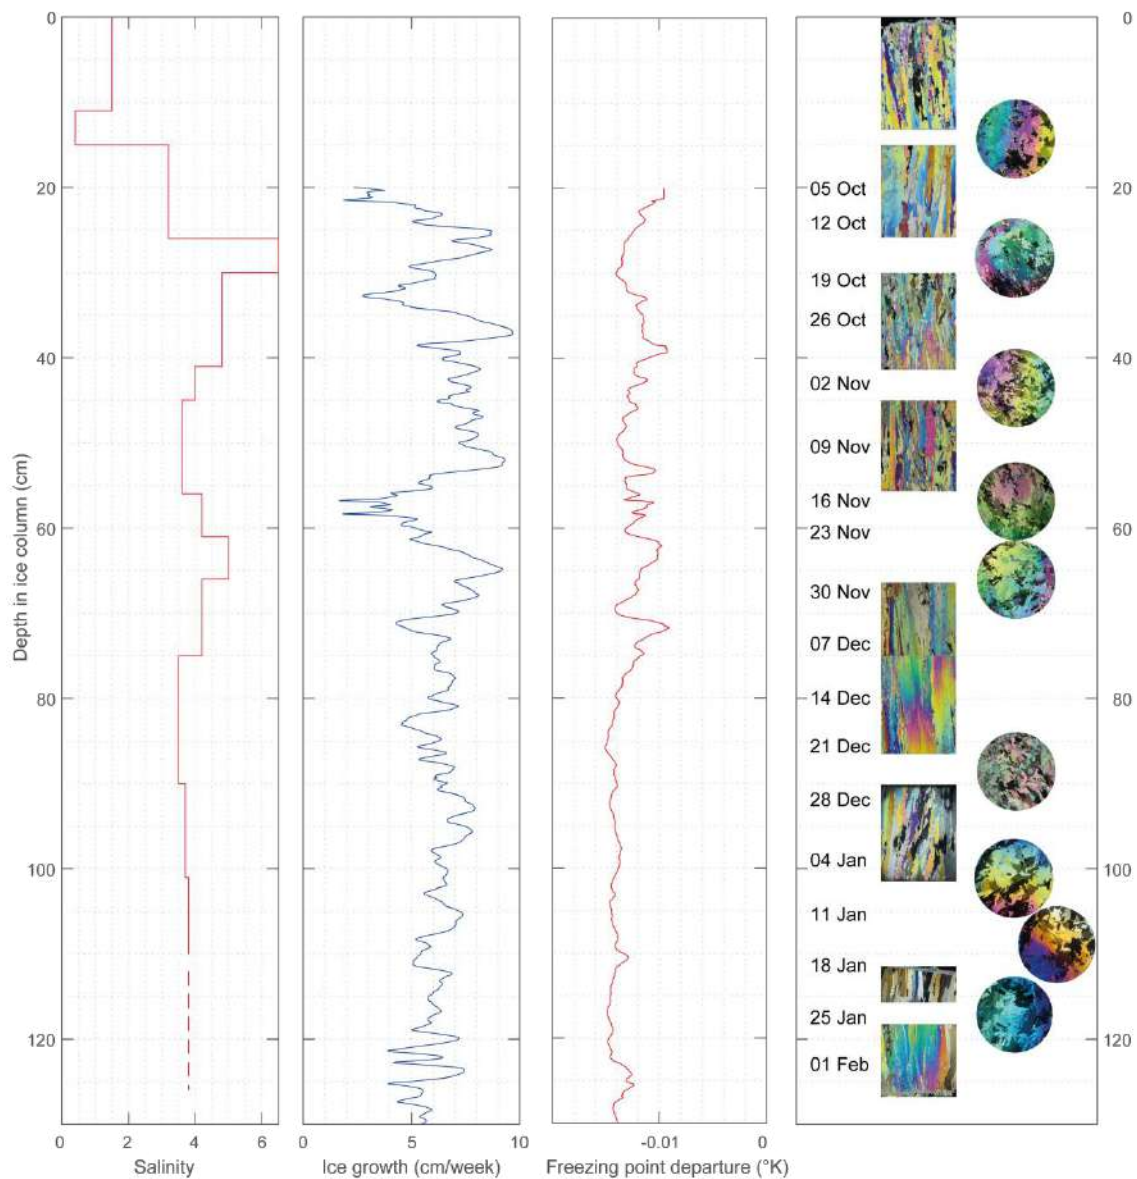 0
0
20
20
40
40
60
60
80
80
100
100
120
120
Depth in ice column (cm)
05 Oct
12 Oct
19 Oct
26 Oct
02 Nov
09 Nov
16 Nov
23 Nov
30 Nov
07 Dec
14 Dec
21 Dec
28 Dec
04 Jan
11 Jan
18 Jan
25 Jan
01 Feb
0 2 4 6
0 5 10
-0.01 0
Salinity
Ice growth (cm/week)
Freezing point departure (°K)